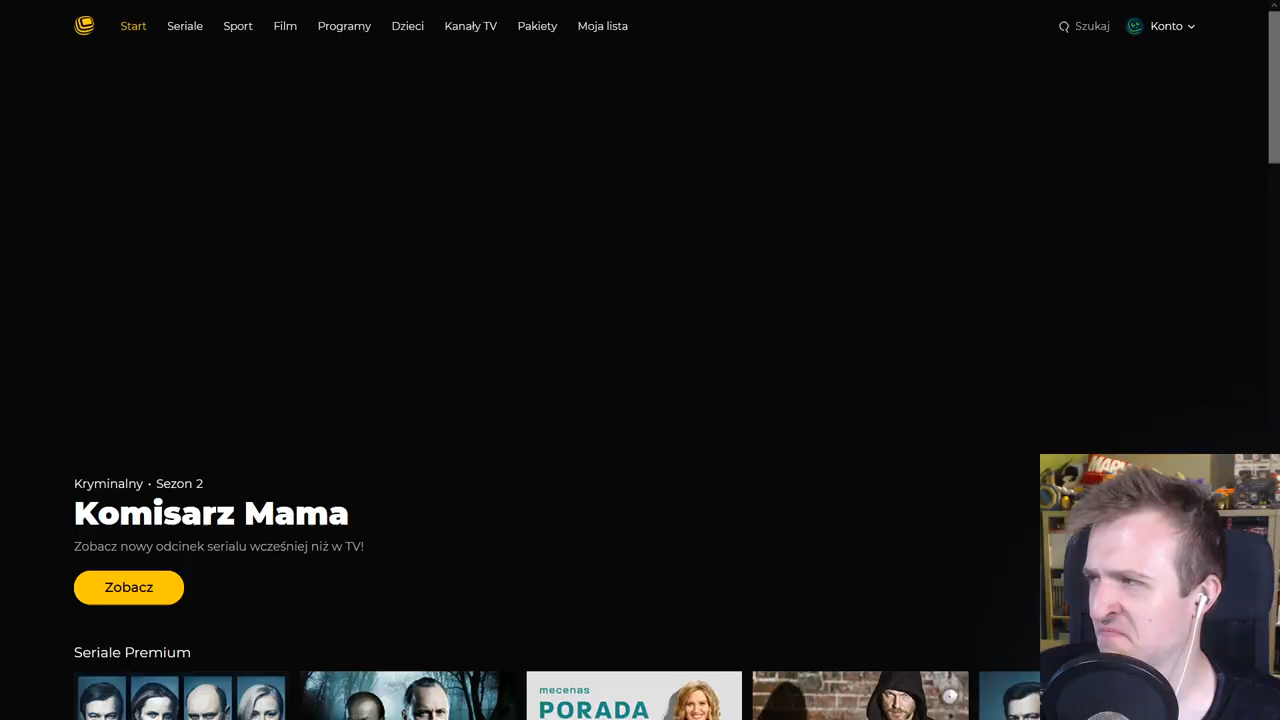 Start Seriale Sport Film Programy Dzieci Kanały TV Pakiety Moja lista Szukaj Konto
Kryminalny • Sezon 2
Komisarz Mama
Zobacz nowy odcinek serialu wcześniej niż w TV!
Zobacz
Seriale Premium
mecenas
PORADA